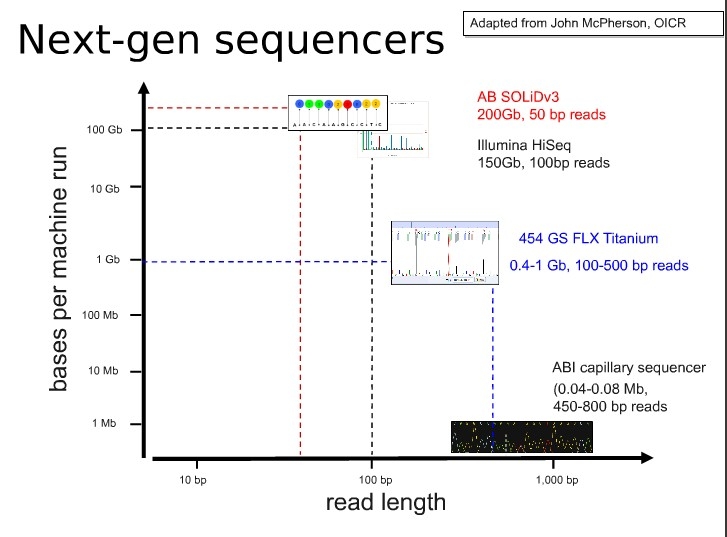 Next-gen sequencers
Adapted from John McPherson, OICR
AB SOLiDv3
200Gb, 50 bp reads
Illumina HiSeq
150Gb, 100bp reads
454 GS FLX Titanium
0.4-1 Gb, 100-500 bp reads
ABI capillary sequencer
(0.04-0.08 Mb,
450-800 bp reads
bases per machine run
100 Gb
10 Gb
1 Gb
100 Mb
10 Mb
1 Mb
10 bp
100 bp
1,000 bp
read length